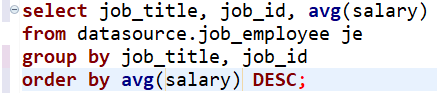 select job_title, job_id, avg(salary)
from datasource.job_employee je
group by job_title, job_id
order by avg(salary) DESC;